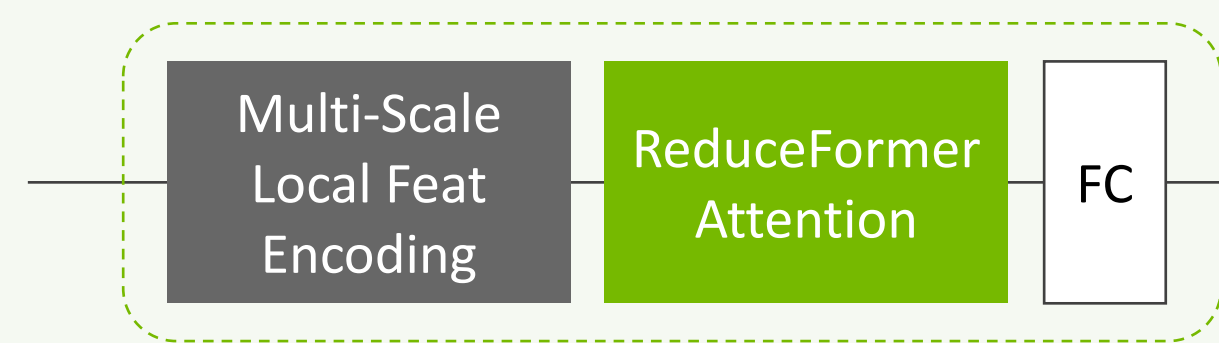 Multi-Scale
Local Feat
Encoding
ReduceFormer
Attention
FC